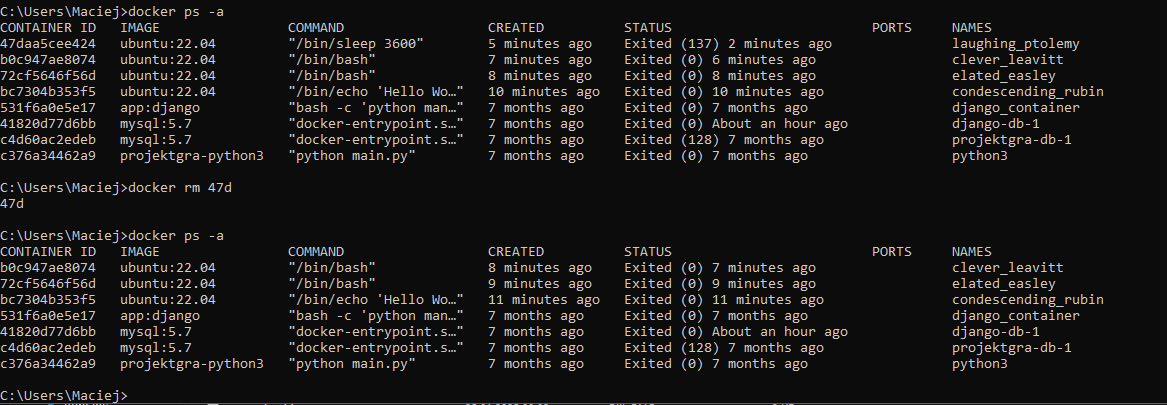 C:\Users\Maciej>docker ps -a
CONTAINER ID   IMAGE                 COMMAND                  CREATED          STATUS                         PORTS     NAMES
47daa5cee424   ubuntu:22.04          "/bin/sleep 3600"        5 minutes ago    Exited (137) 2 minutes ago               laughing_ptolemy
b0c947ae8074   ubuntu:22.04          "/bin/bash"              7 minutes ago    Exited (0) 6 minutes ago                 clever_leavitt
72cf5646f56d   ubuntu:22.04          "/bin/bash"              8 minutes ago    Exited (0) 8 minutes ago                 elated_easley
bc7304b353f5   ubuntu:22.04          "/bin/echo 'Hello Wo…"   10 minutes ago   Exited (0) 10 minutes ago                condescending_rubin
531f6a0e5e17   app:django            "bash -c 'python man…"   7 months ago     Exited (0) 7 months ago                  django_container
41820d77d6bb   mysql:5.7             "docker-entrypoint.s…"   7 months ago     Exited (0) About an hour ago             django-db-1
c4d60ac2edeb   mysql:5.7             "docker-entrypoint.s…"   7 months ago     Exited (128) 7 months ago                projektgra-db-1
c376a34462a9   projektgra-python3    "python main.py"         7 months ago     Exited (0) 7 months ago                  python3
C:\Users\Maciej>docker rm 47d
47d
C:\Users\Maciej>docker ps -a
CONTAINER ID   IMAGE                 COMMAND                  CREATED          STATUS                         PORTS     NAMES
b0c947ae8074   ubuntu:22.04          "/bin/bash"              8 minutes ago    Exited (0) 7 minutes ago                 clever_leavitt
72cf5646f56d   ubuntu:22.04          "/bin/bash"              9 minutes ago    Exited (0) 9 minutes ago                 elated_easley
bc7304b353f5   ubuntu:22.04          "/bin/echo 'Hello Wo…"   11 minutes ago   Exited (0) 11 minutes ago                condescending_rubin
531f6a0e5e17   app:django            "bash -c 'python man…"   7 months ago     Exited (0) 7 months ago                  django_container
41820d77d6bb   mysql:5.7             "docker-entrypoint.s…"   7 months ago     Exited (0) About an hour ago             django-db-1
c4d60ac2edeb   mysql:5.7             "docker-entrypoint.s…"   7 months ago     Exited (128) 7 months ago                projektgra-db-1
c376a34462a9   projektgra-python3    "python main.py"         7 months ago     Exited (0) 7 months ago                  python3
C:\Users\Maciej>